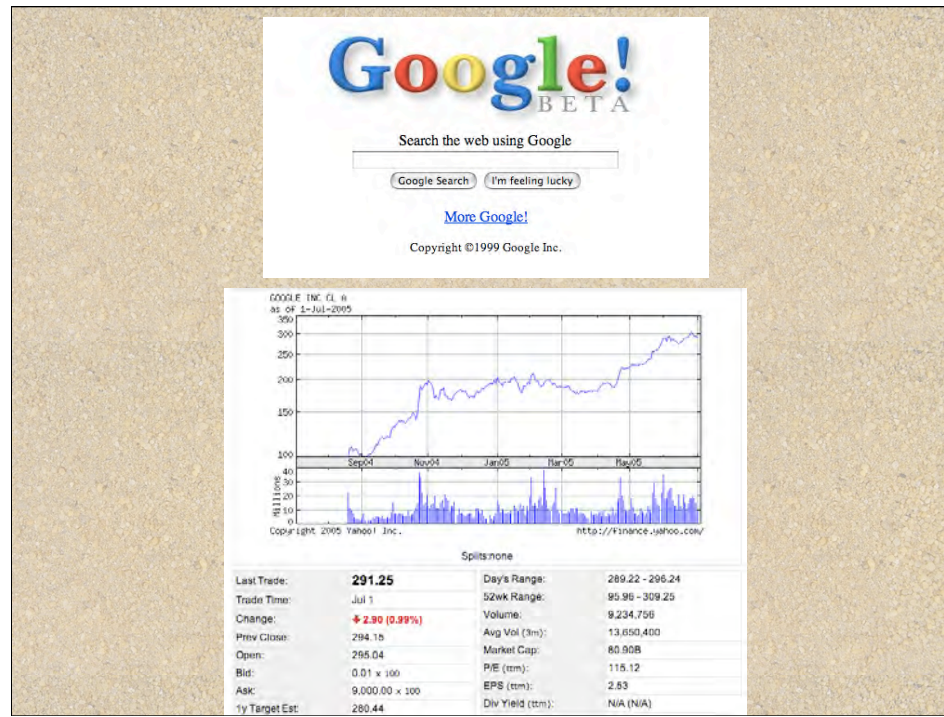 Google!
BETA
Search the web using Google
Google Search I'm feeling lucky
More Google!
Copyright ©1999 Google Inc.
GOOGLE INC CL A
as of 1-Jul-2005
350
300
250
200
150
100
Sep04 Nov04 Jan05 Mar05 May05
40
30
20
10
0
Millions
Copyright 2005 Yahoo! Inc. http://finance.yahoo.com/
Splits:none
Last Trade: 291.25 Day's Range: 289.22 - 296.24
Trade Time: Jul 1 52wk Range: 95.96 - 309.25
Change: 2.90 (0.99%) Volume: 9,234,756
Prev Close: 294.15 Avg Vol (3m): 13,650,400
Open: 295.04 Market Cap: 80.90B
Bid: 0.01 x 100 P/E (ttm): 115.12
Ask: 9,000.00 x 100 EPS (ttm): 2.53
1y Target Est: 280.44 Div Yield (ttm): N/A (N/A)